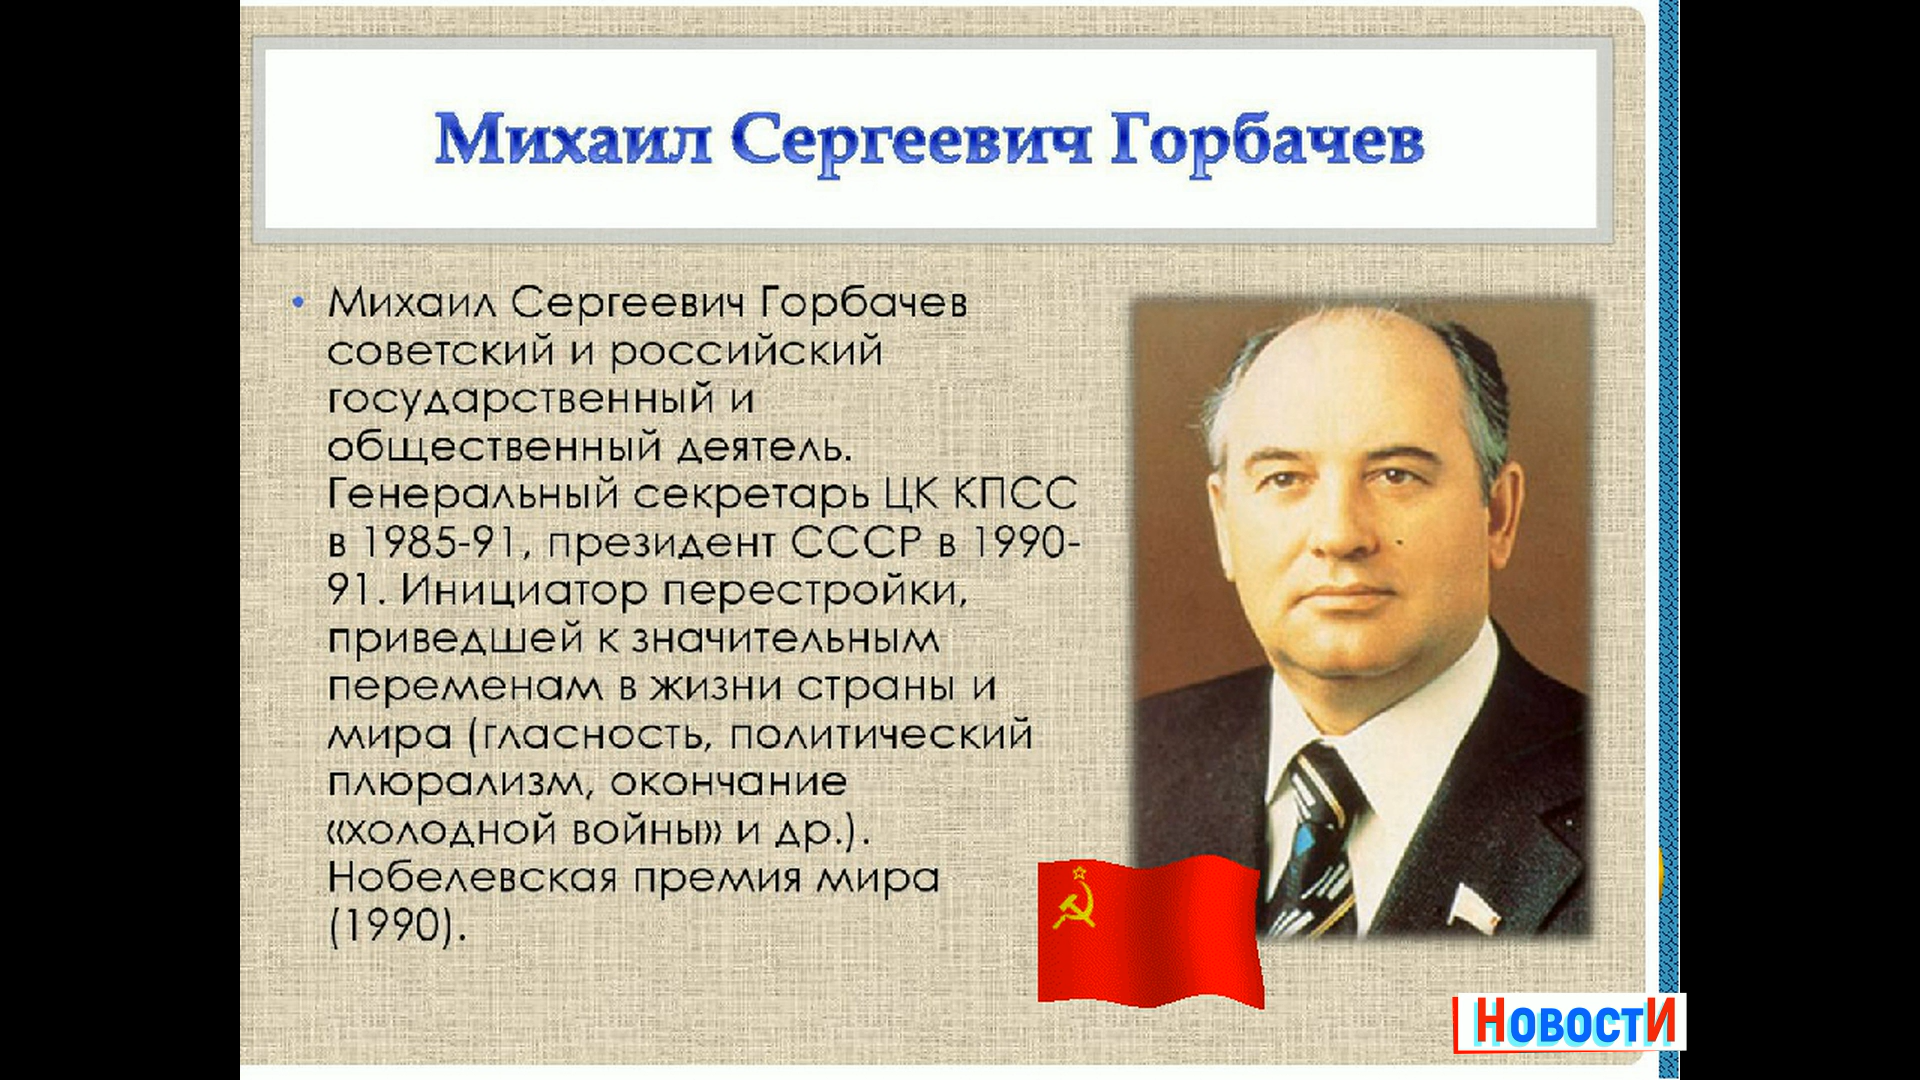 Михаил Сергеевич Горбачев
• Михаил Сергеевич Горбачев
советский и российский
государственный и
общественный деятель.
Генеральный секретарь ЦК КПСС
в 1985-91, президент СССР в 1990-
91. Инициатор перестройки,
приведшей к значительным
переменам в жизни страны и
мира (гласность, политический
плюрализм, окончание
«холодной войны» и др.).
Нобелевская премия мира
(1990).
НовостИ